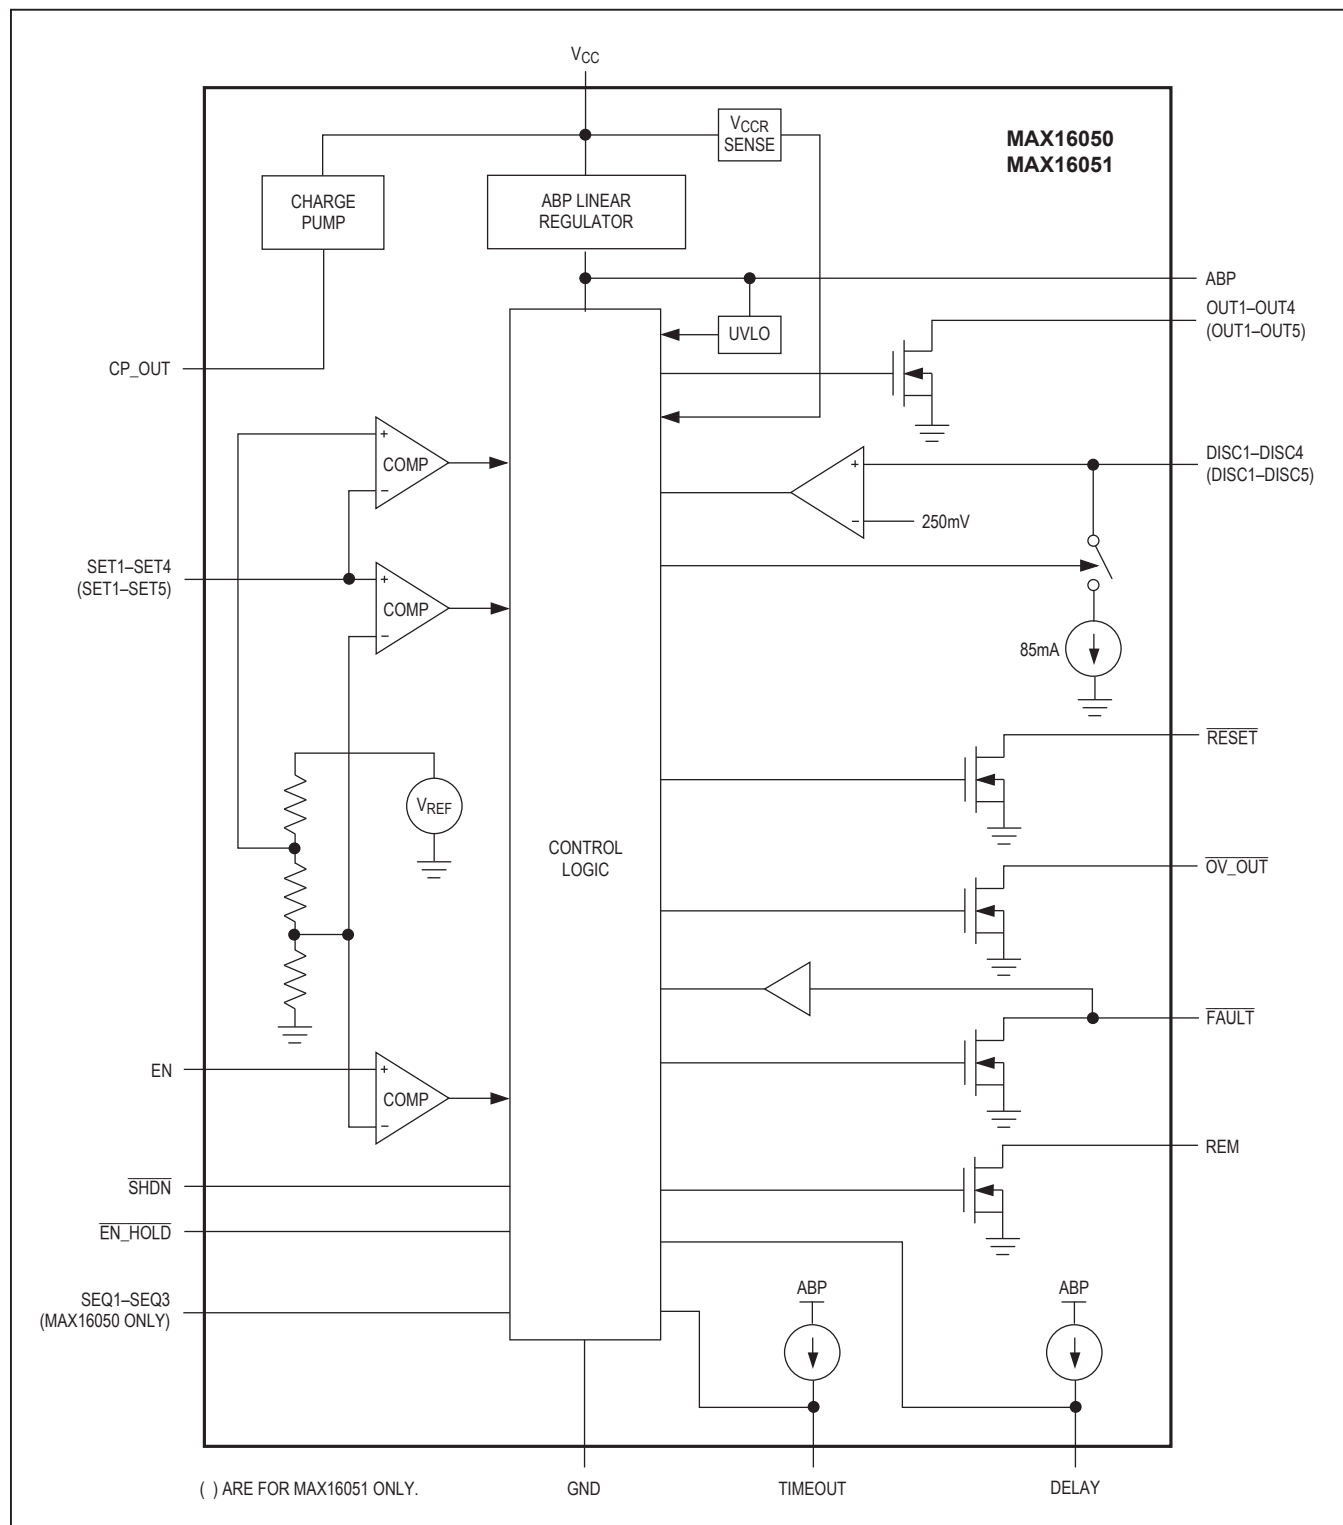 VCC
VCCR
SENSE
MAX16050
MAX16051
CHARGE
PUMP
ABP LINEAR
REGULATOR
ABP
OUT1–OUT4
(OUT1–OUT5)
UVLO
CP_OUT
+
COMP
−
DISC1–DISC4
(DISC1–DISC5)
+
−
250mV
SET1–SET4
(SET1–SET5)
+
COMP
−
85mA
RESET
VREF
CONTROL
LOGIC
OV_OUT
FAULT
EN
+
COMP
−
REM
SHDN
EN_HOLD
SEQ1–SEQ3
(MAX16050 ONLY)
ABP
ABP
( ) ARE FOR MAX16051 ONLY.
GND
TIMEOUT
DELAY